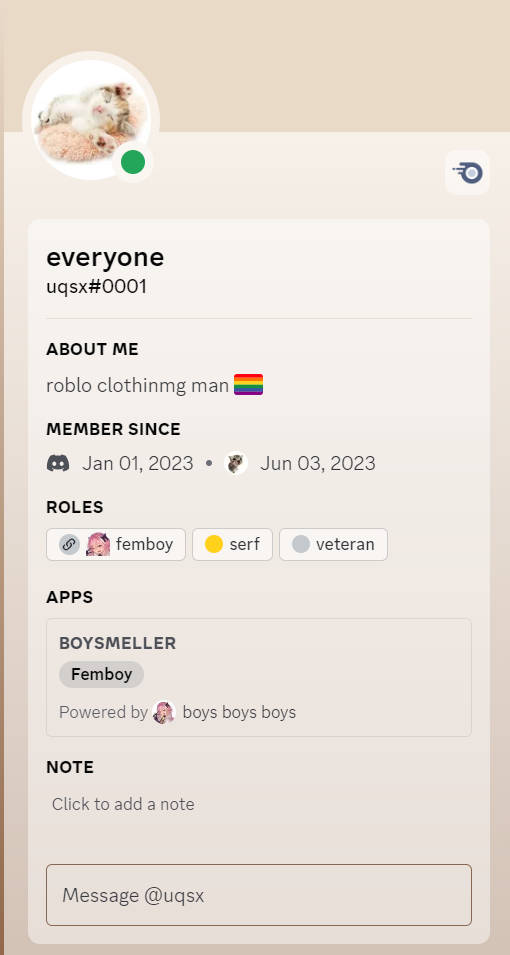 everyone
uqsx#0001
ABOUT ME
roblo clothinmg man 🏳️‍🌈
MEMBER SINCE
Jan 01, 2023 • Jun 03, 2023
ROLES
femboy serf veteran
APPS
BOYSMELLER
Femboy
Powered by boys boys boys
NOTE
Click to add a note
Message @uqsx